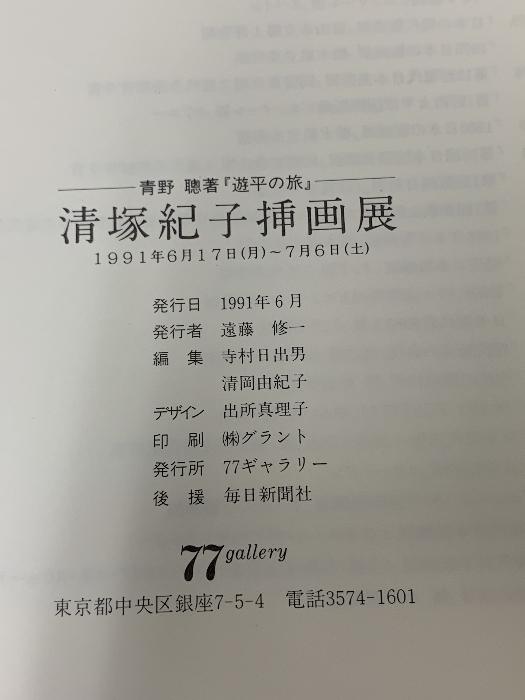 青野 聰著『遊平の旅』
清塚紀子挿画展
1991年6月17日(月)～7月6日(土)
発行日 1991年6月
発行者 遠藤 修一
編 集 寺村日出男
清岡由紀子
デザイン 出所真理子
印 刷 ㈱グラント
発行所 77ギャラリー
後 援 毎日新聞社
77 gallery
東京都中央区銀座7-5-4 電話3574-1601